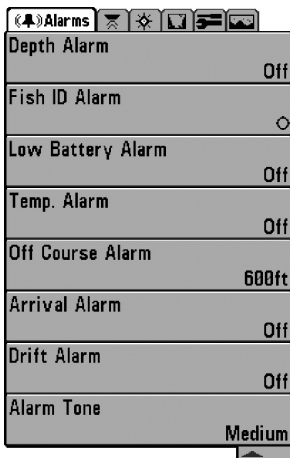 Alarms
Depth Alarm
Off
Fish ID Alarm
Low Battery Alarm
Off
Temp. Alarm
Off
Off Course Alarm
600ft
Arrival Alarm
Off
Drift Alarm
Off
Alarm Tone
Medium